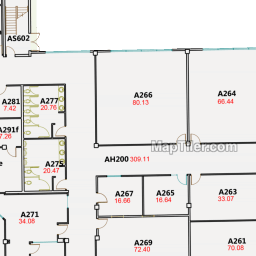 AS602
A266
80.13
A264
66.44
A281
7.42
A277
20.76
A291f
7.26
MapTiler.com
AH200 309.11
A275
20.47
A267
16.66
A265
16.64
A263
33.07
A271
34.08
A269
72.40
A261
70.08